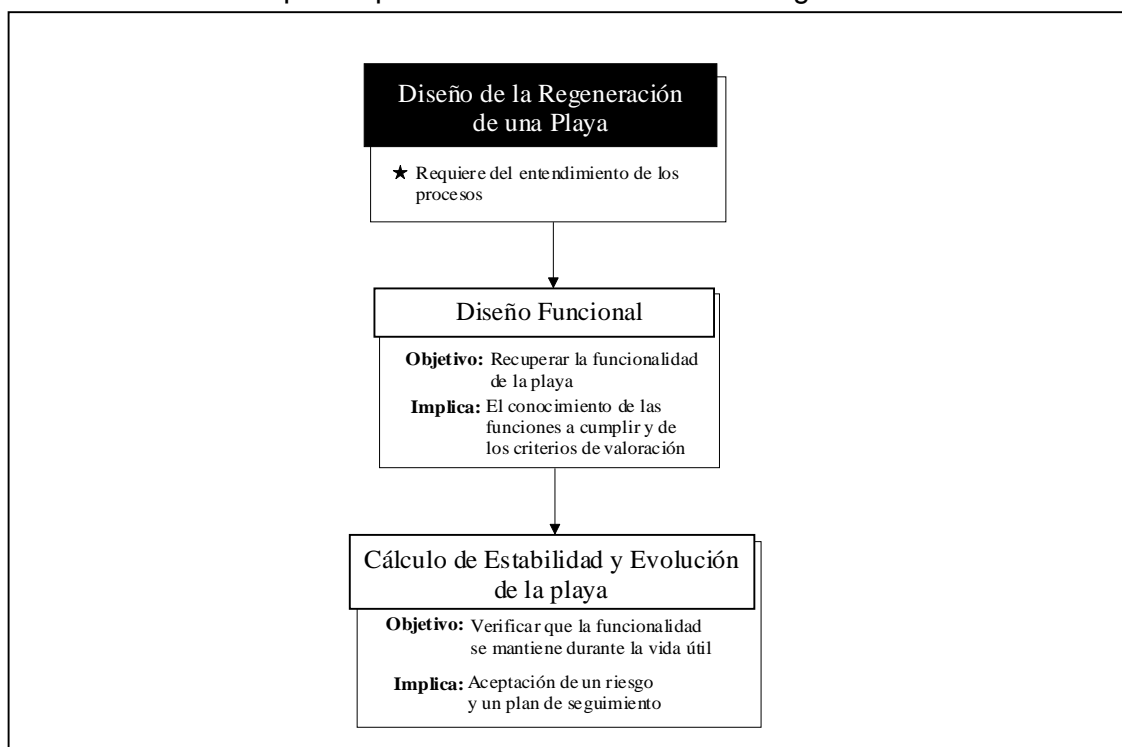 Diseño de la Regeneración
de una Playa
★ Requiere del entendimiento de los
procesos
Diseño Funcional
Objetivo: Recuperar la funcionalidad
de la playa
Implica: El conocimiento de las
funciones a cumplir y de
los criterios de valoración
Cálculo de Estabilidad y Evolución
de la playa
Objetivo: Verificar que la funcionalidad
se mantiene durante la vida útil
Implica: Aceptación de un riesgo
y un plan de seguimiento